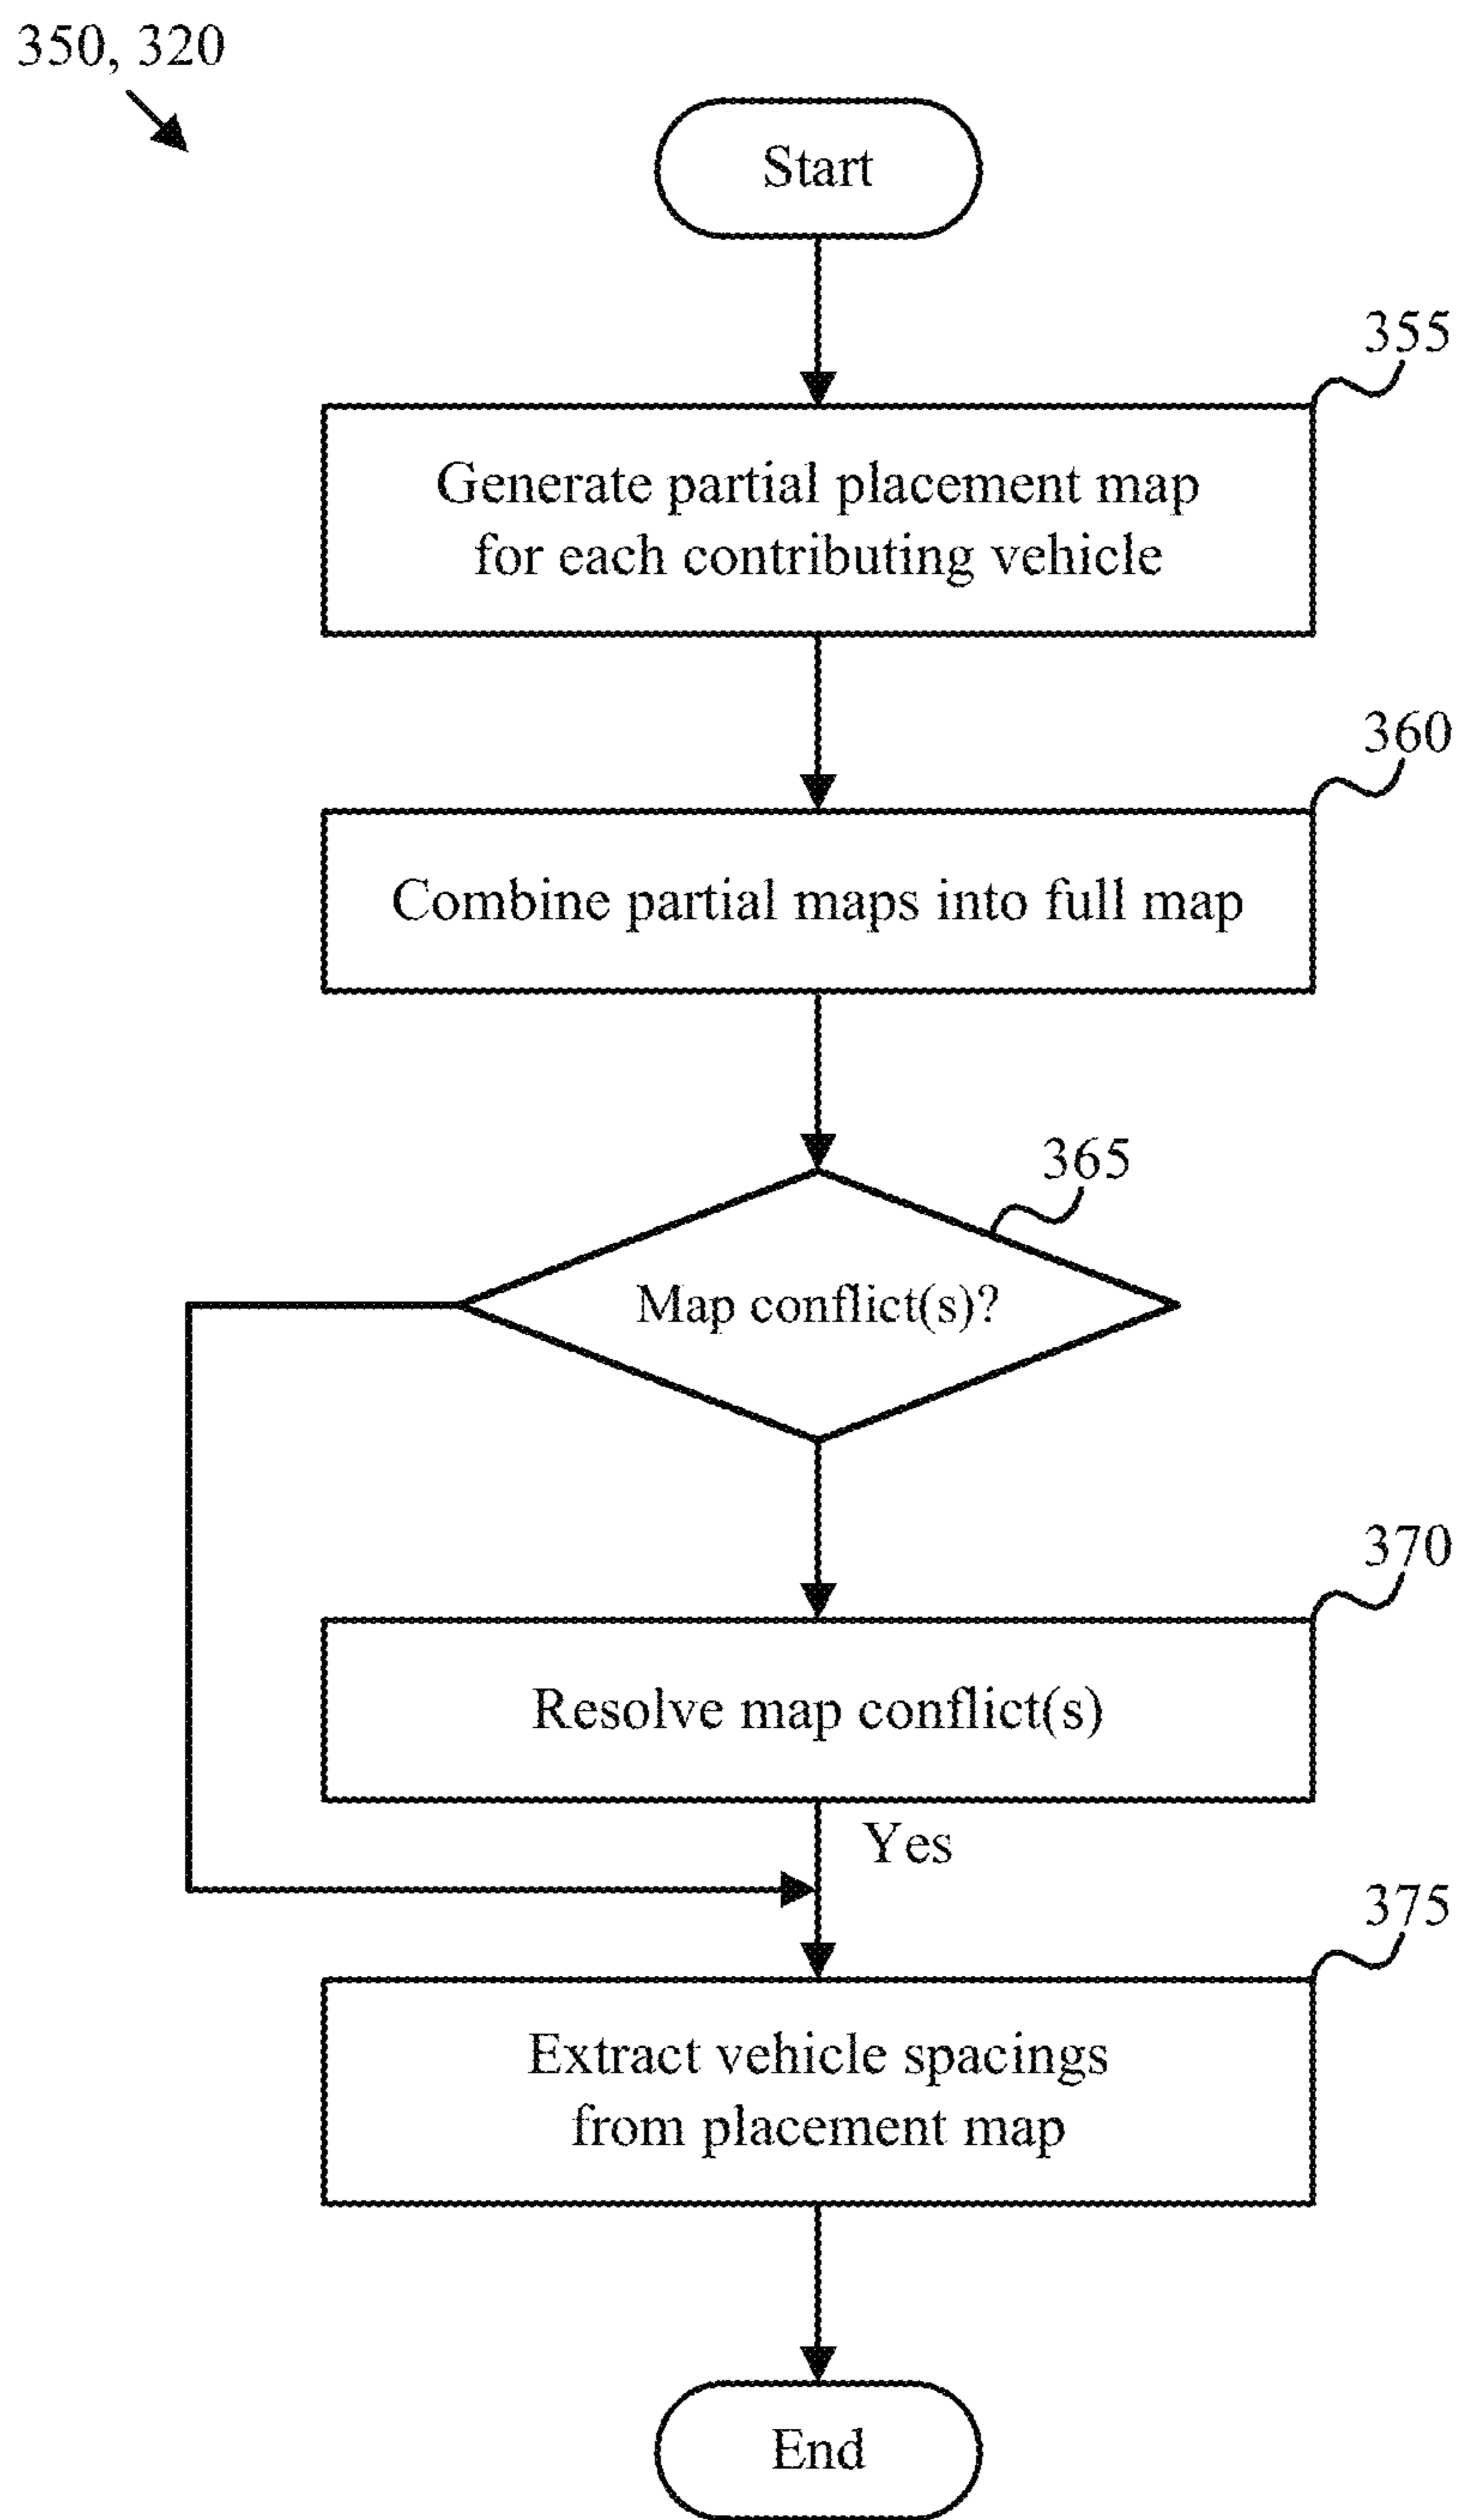 350, 320
Start
355
Generate partial placement map
for each contributing vehicle
360
Combine partial maps into full map
365
Map conflict(s)?
370
Resolve map conflict(s)
Yes
375
Extract vehicle spacings
from placement map
End